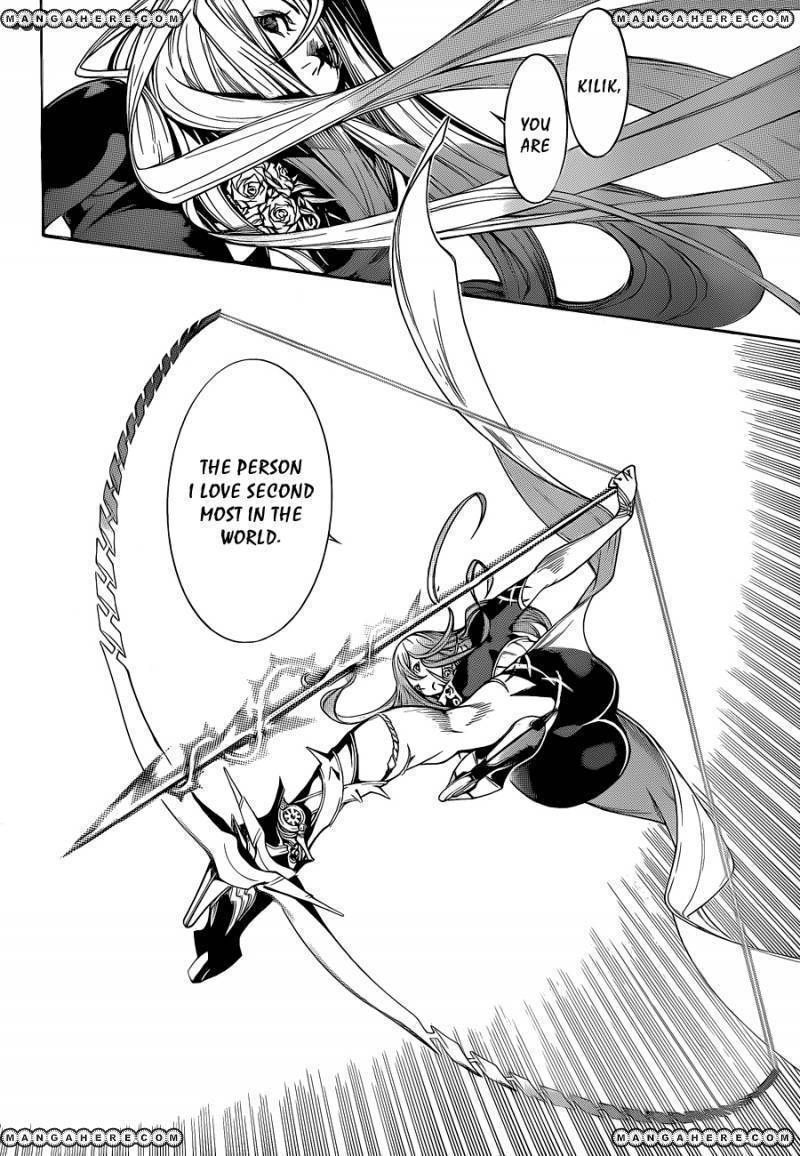 MANGAHERE.COM
MANGAHERE.COM
KILIK,
YOU ARE
THE PERSON
I LOVE SECOND
MOST IN THE
WORLD.
MANGAHERE.COM
MANGAHERE.COM